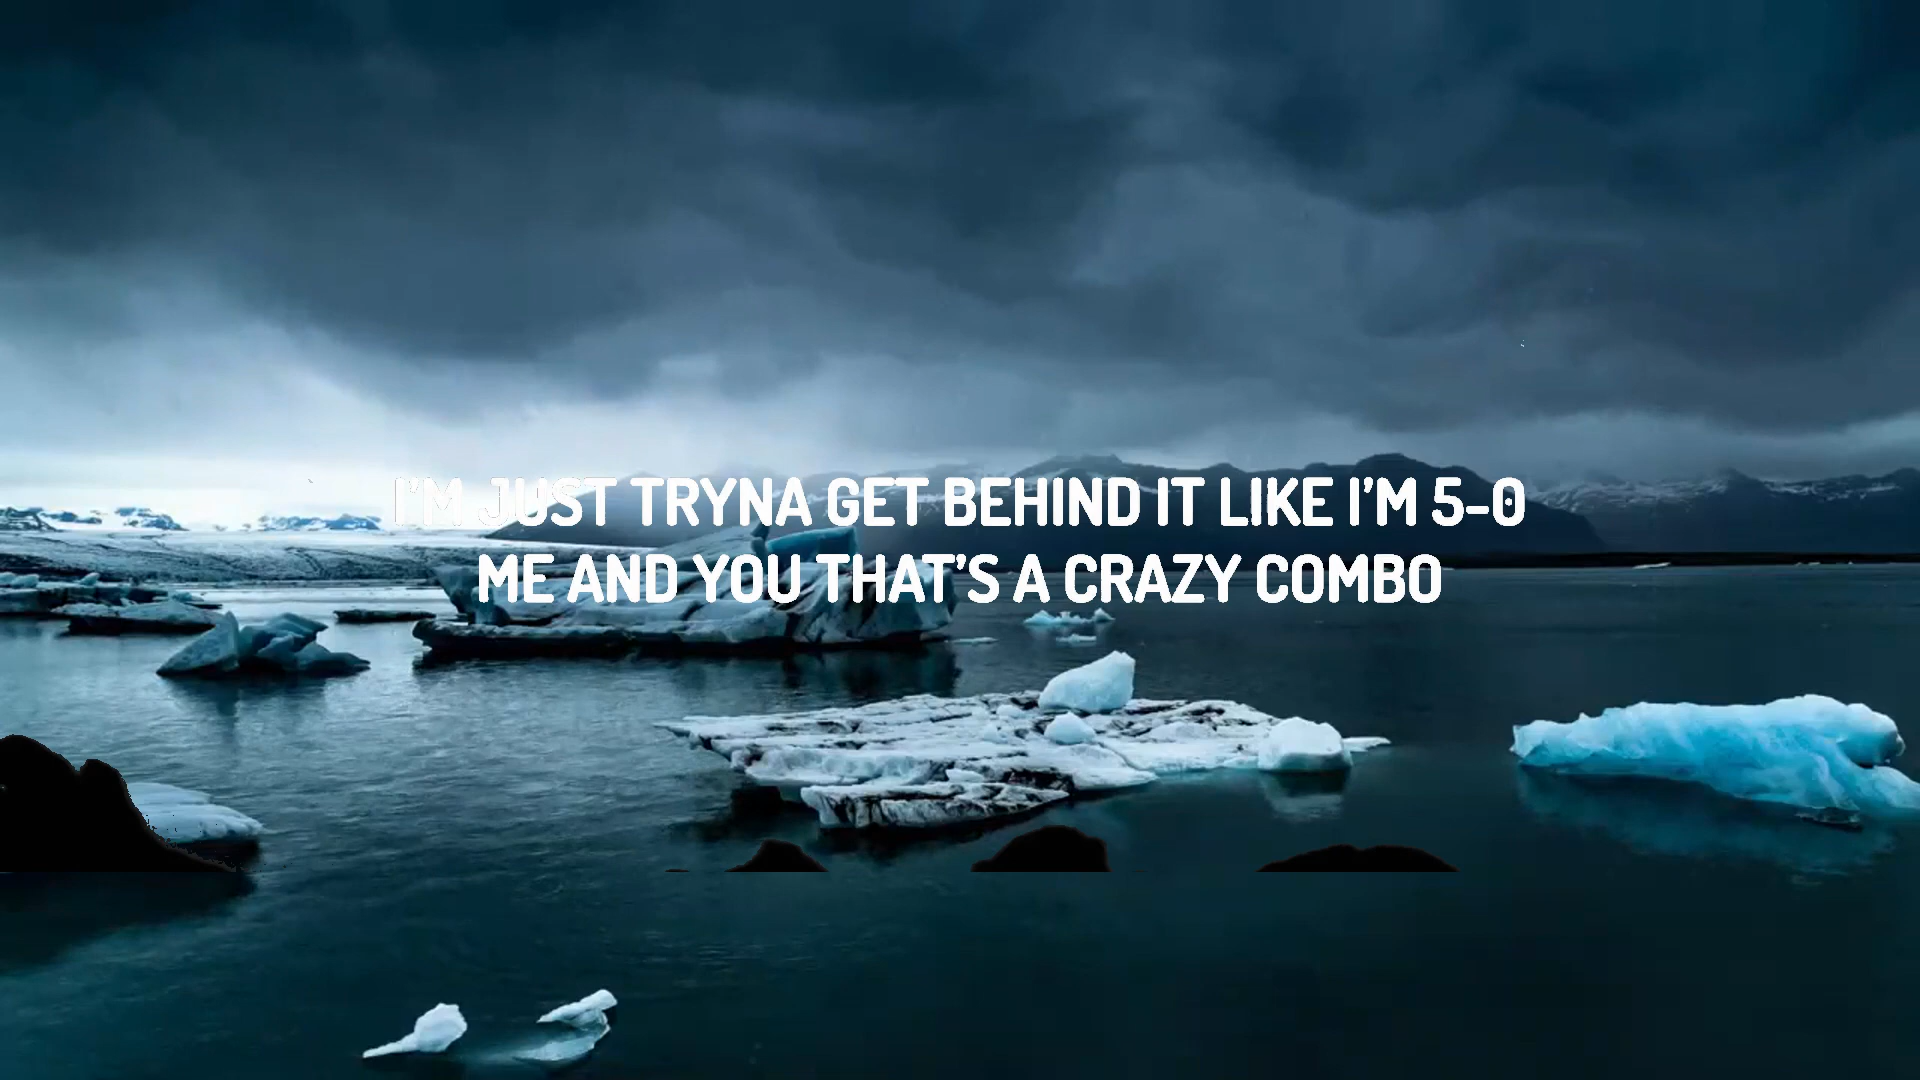 I'M JUST TRYNA GET BEHIND IT LIKE I'M 5-0
ME AND YOU THAT'S A CRAZY COMBO